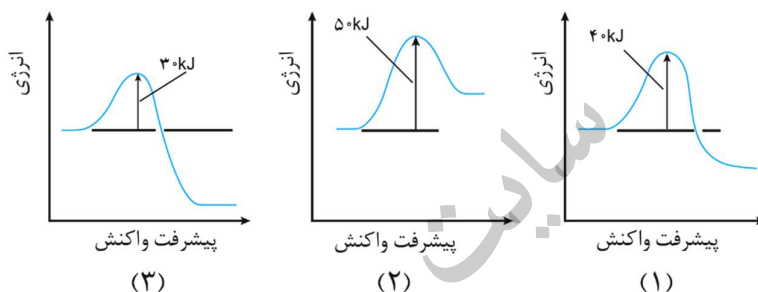 ۴۰kJ
انرژی
پیشرفت واکنش
(۱)
۵۰kJ
انرژی
پیشرفت واکنش
(۲)
۳۰kJ
انرژی
پیشرفت واکنش
(۳)
سایت